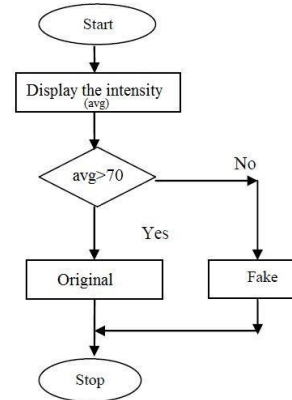 Start
Display the intensity
(avg)
avg>70
No
Yes
Original
Fake
Stop